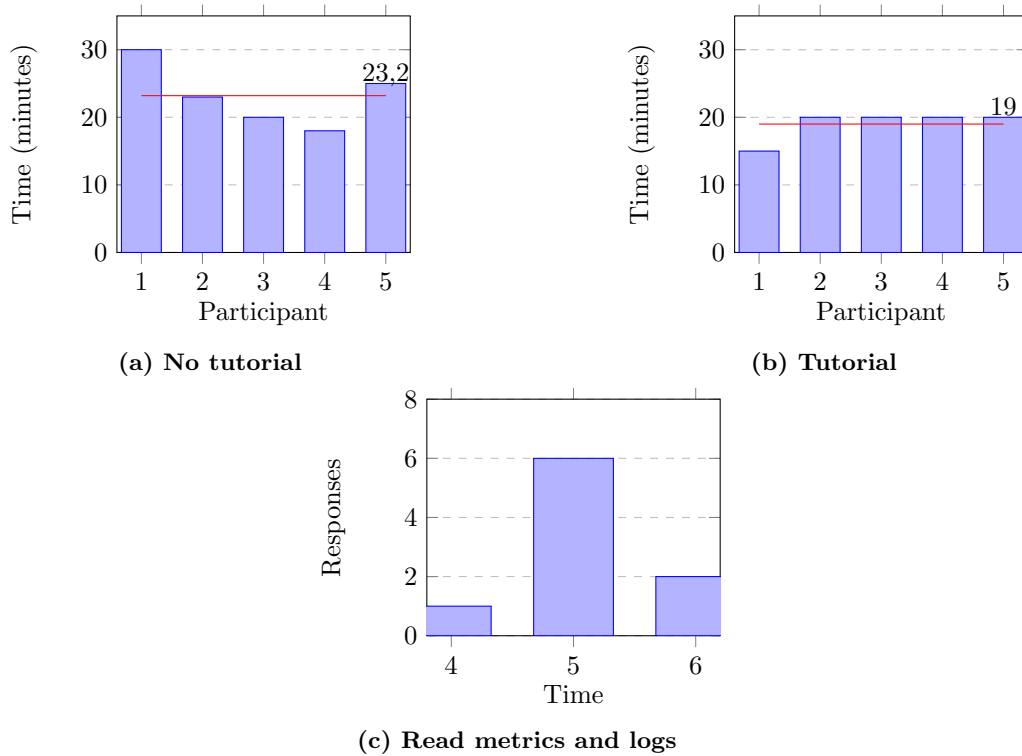 30
20
10
0
Time (minutes)
23,2
1 2 3 4 5
Participant
(a) No tutorial
30
20
10
0
Time (minutes)
19
1 2 3 4 5
Participant
(b) Tutorial
8
6
4
2
0
Responses
4 5 6
Time
(c) Read metrics and logs